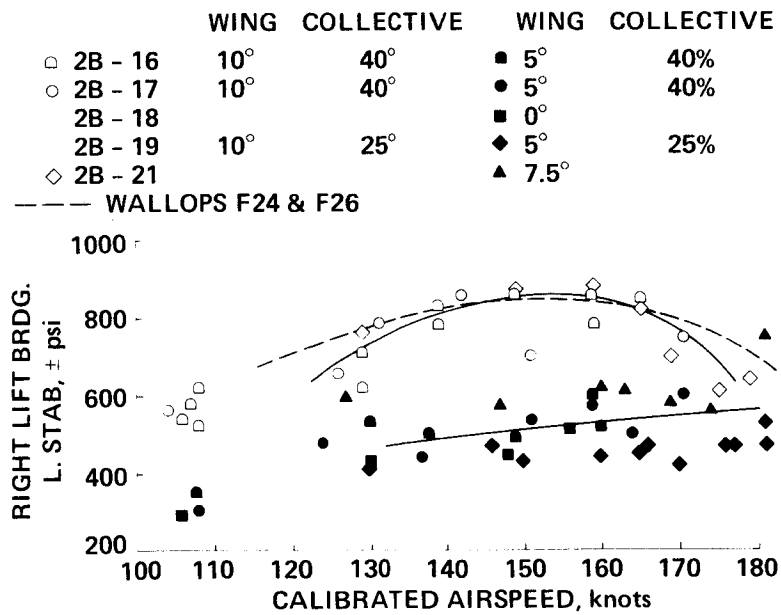 WING COLLECTIVE WING COLLECTIVE
2B - 16 10° 40° 5° 40%
2B - 17 10° 40° 5° 40%
2B - 18 0°
2B - 19 10° 25° 5° 25%
2B - 21 7.5°
WALLOPS F24 & F26
1000
800
600
400
200
RIGHT LIFT BRDG.
L. STAB, ± psi
100 110 120 130 140 150 160 170 180
CALIBRATED AIRSPEED, knots